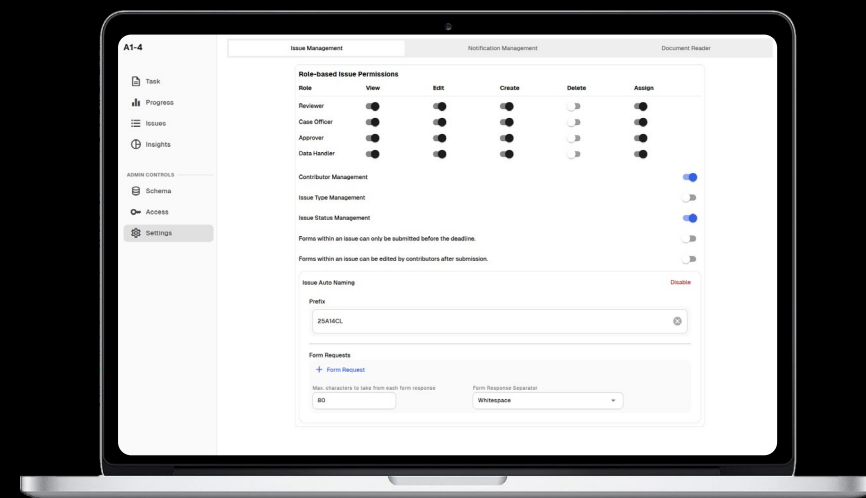 A1-4
Issue Management Notification Management Document Reader
Task
Progress
Issues
Insights
ADMIN CONTROLS
Schema
Access
Settings
Role-based Issue Permissions
Role View Edit Create Delete Assign
Reviewer
Case Officer
Approver
Data Handler
Contributor Management
Issue Type Management
Issue Status Management
Forms within an issue can only be submitted before the deadline.
Forms within an issue can be edited by contributors after submission.
Issue Auto Naming Disable
Prefix
25A14CL
Form Requests
+ Form Request
Max. characters to take from each form response Form Response Separator
80 Whitespace